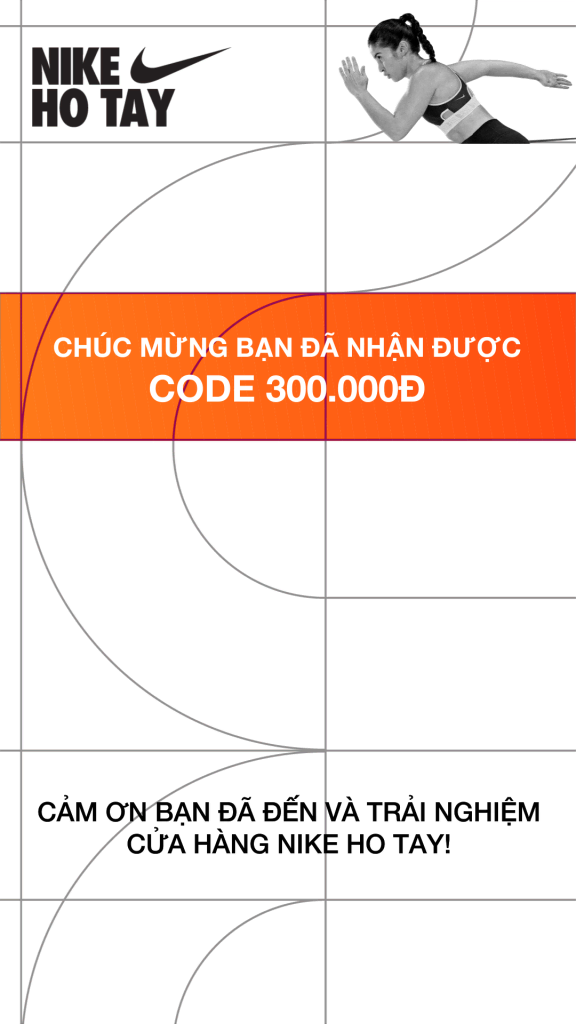 NIKE
HO TAY
CHÚC MỪNG BẠN ĐÃ NHẬN ĐƯỢC
CODE 300.000Đ
CẢM ƠN BẠN ĐÃ ĐẾN VÀ TRẢI NGHIỆM
CỬA HÀNG NIKE HO TAY!